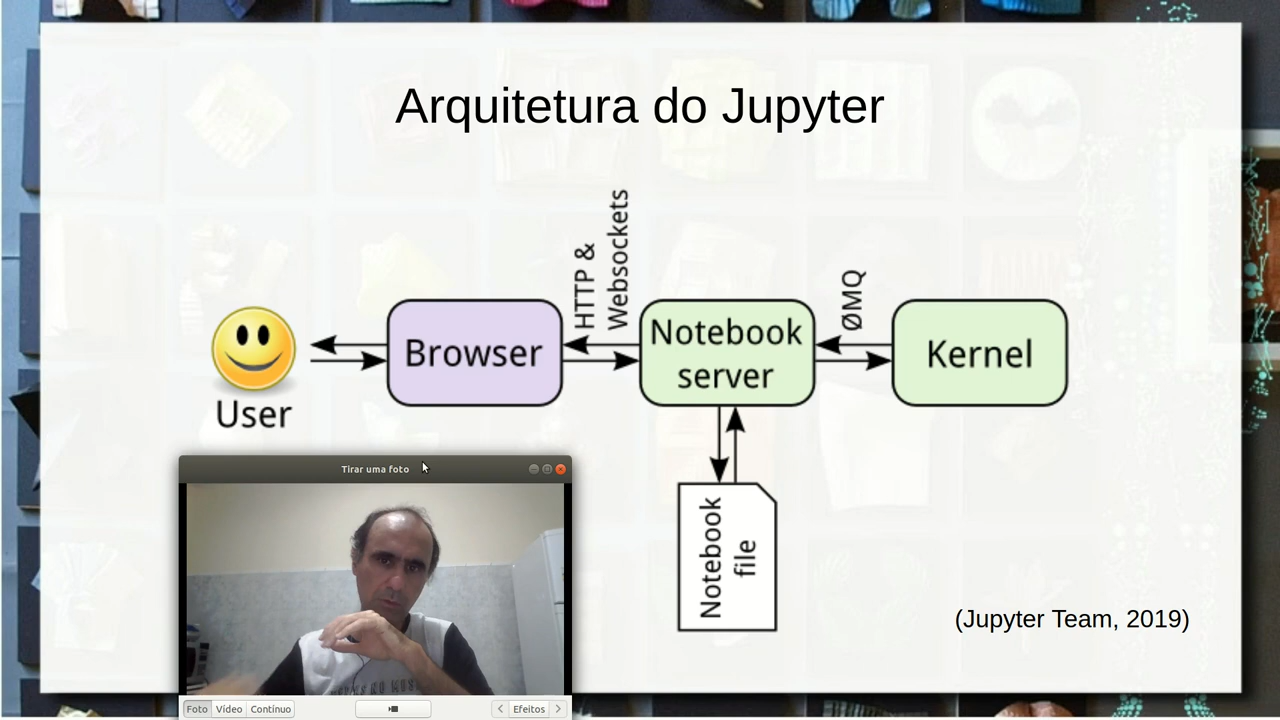 Arquitetura do Jupyter
HTTP &
Websockets
ØMQ
User
Browser
Notebook
server
Kernel
Notebook
file
(Jupyter Team, 2019)
Tirar uma foto
Foto
Vídeo
Contínuo
Efeitos